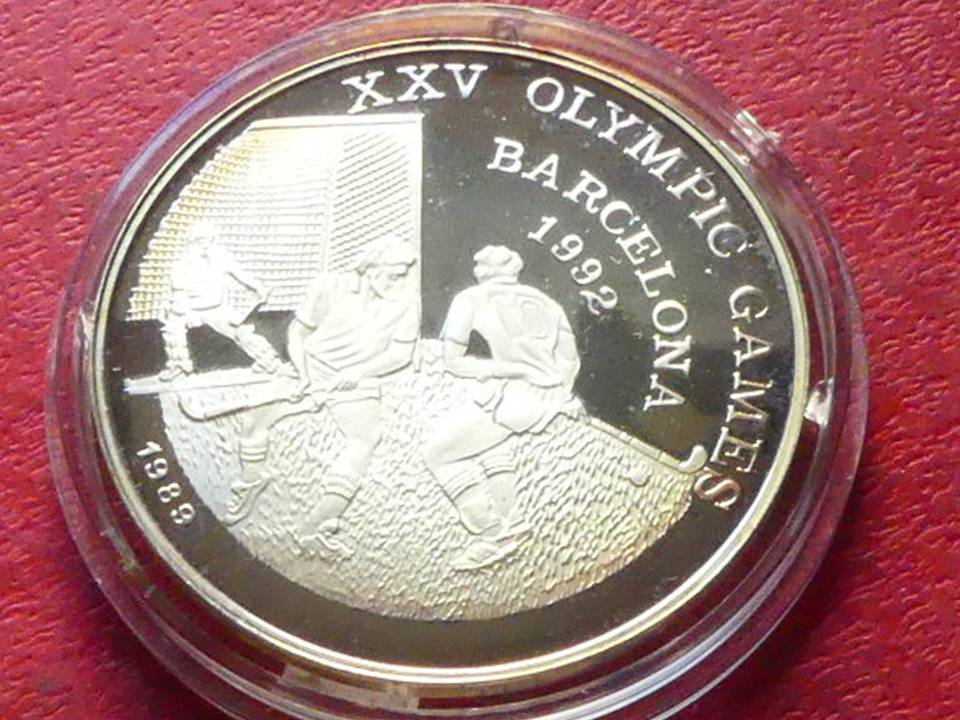 XXV OLYMPIC GAMES
BARCELONA
1992
1989